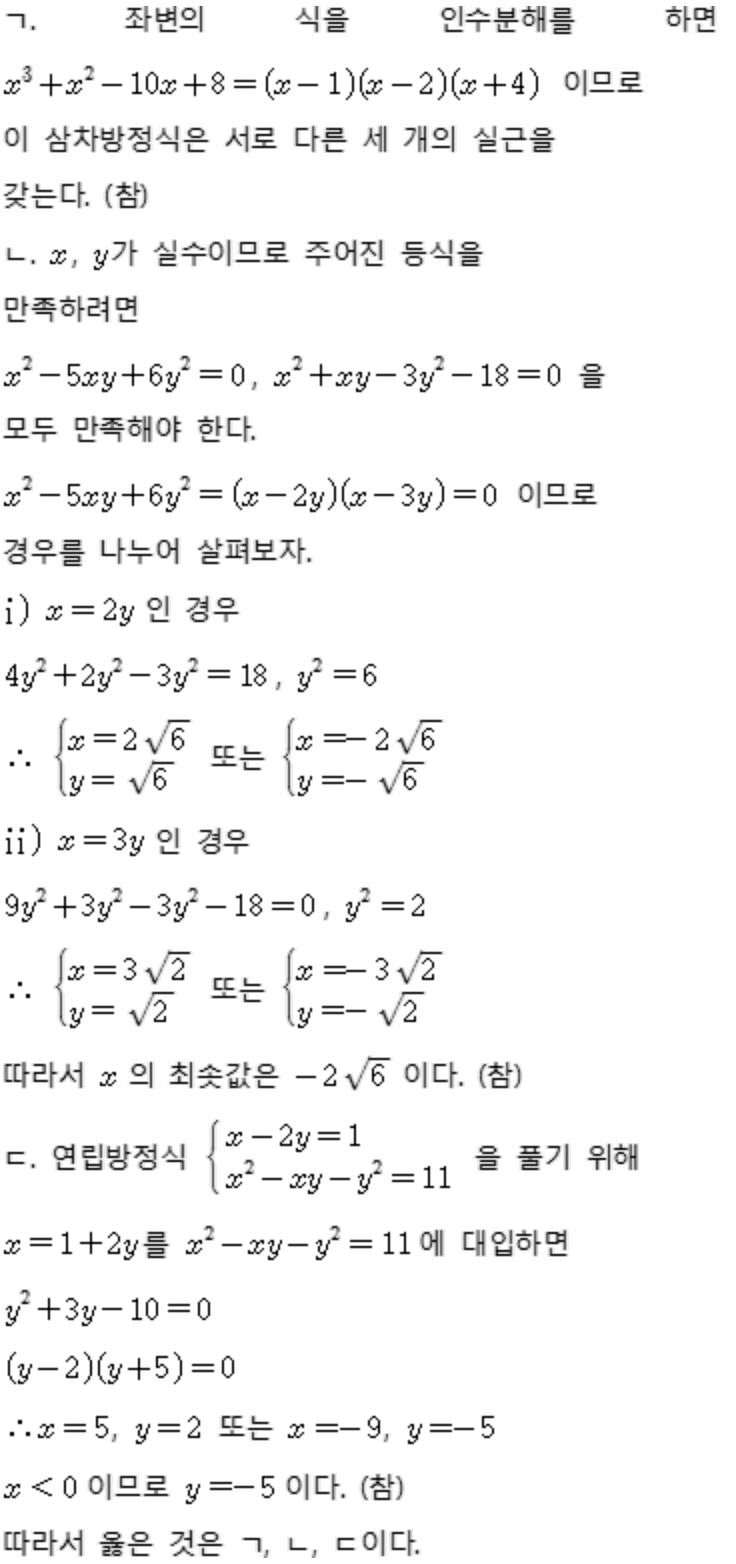 ㄱ. 좌변의 식을 인수분해를 하면
x³+x²−10x+8=(x−1)(x−2)(x+4) 이므로
이 삼차방정식은 서로 다른 세 개의 실근을
갖는다. (참)
ㄴ. x, y가 실수이므로 주어진 등식을
만족하려면
x²−5xy+6y²=0, x²+xy−3y²−18=0 을
모두 만족해야 한다.
x²−5xy+6y²=(x−2y)(x−3y)=0 이므로
경우를 나누어 살펴보자.
i) x=2y 인 경우
4y²+2y²−3y²=18, y²=6
∴ {x=2√6, y=√6 또는 {x=−2√6, y=−√6
ii) x=3y 인 경우
9y²+3y²−3y²−18=0, y²=2
∴ {x=3√2, y=√2 또는 {x=−3√2, y=−√2
따라서 x 의 최솟값은 −2√6 이다. (참)
ㄷ. 연립방정식 {x−2y=1, x²−xy−y²=11 을 풀기 위해
x=1+2y를 x²−xy−y²=11에 대입하면
y²+3y−10=0
(y−2)(y+5)=0
∴x=5, y=2 또는 x=−9, y=−5
x<0이므로 y=−5이다. (참)
따라서 옳은 것은 ㄱ, ㄴ, ㄷ이다.